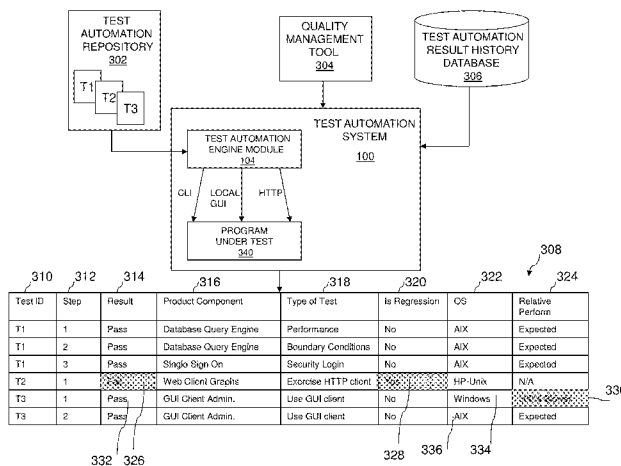 TEST
AUTOMATION
REPOSITORY
302
T1
T2
T3
QUALITY
MANAGEMENT
TOOL
304
TEST AUTOMATION
RESULT HISTORY
DATABASE
306
TEST AUTOMATION
SYSTEM
100
TEST AUTOMATION
ENGINE MODULE
104
CLI
LOCAL
GUI
HTTP
PROGRAM
UNDER TEST
340
308
310 312 314 316 318 320 322 324
Test ID Step Result Product Component Type of Test Is Regression OS Relative Perform
T1 1 Pass Database Query Engine Performance No AIX Expected
T1 2 Pass Database Query Engine Boundary Conditions No AIX Expected
T1 3 Pass Single Sign On Security Login No AIX Expected
T2 1 Web Client Graphs Exercise HTTP client HP-Unix N/A
T3 1 Pass GUI Client Admin. Use GUI client No Windows
T3 2 Pass GUI Client Admin. Use GUI client No AIX Expected
332 326 328 336 334